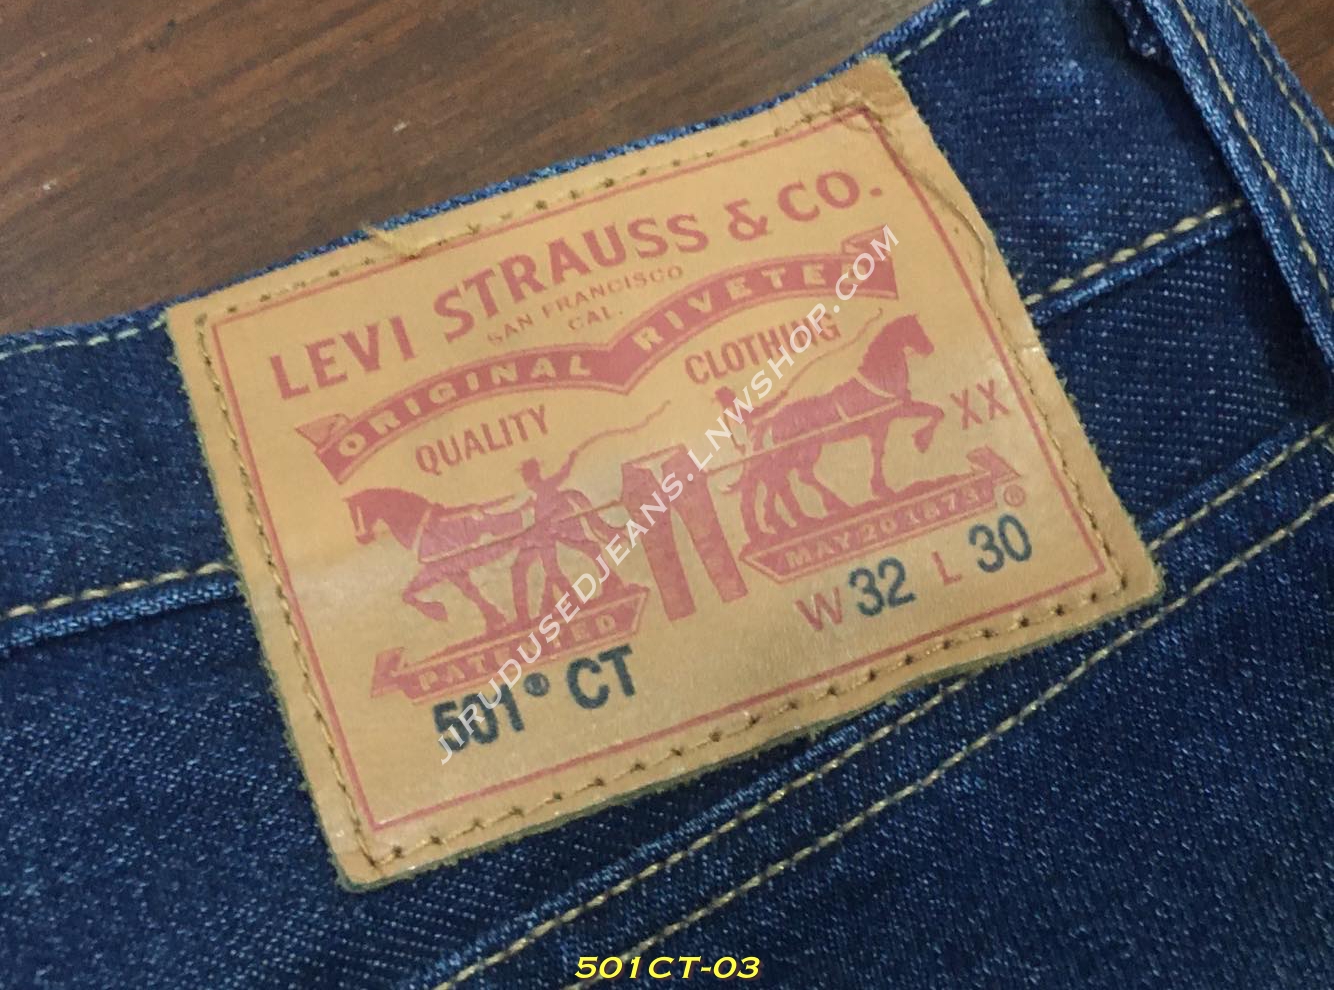 LEVI STRAUSS & CO.
SAN FRANCISCO
CAL.
ORIGINAL RIVETED
QUALITY CLOTHING
XX
PATENTED
MAY 20 1873
®
501® CT
W 32 L 30
JIRUDUSEDJEANS.LNWSHOP.COM
501CT-03